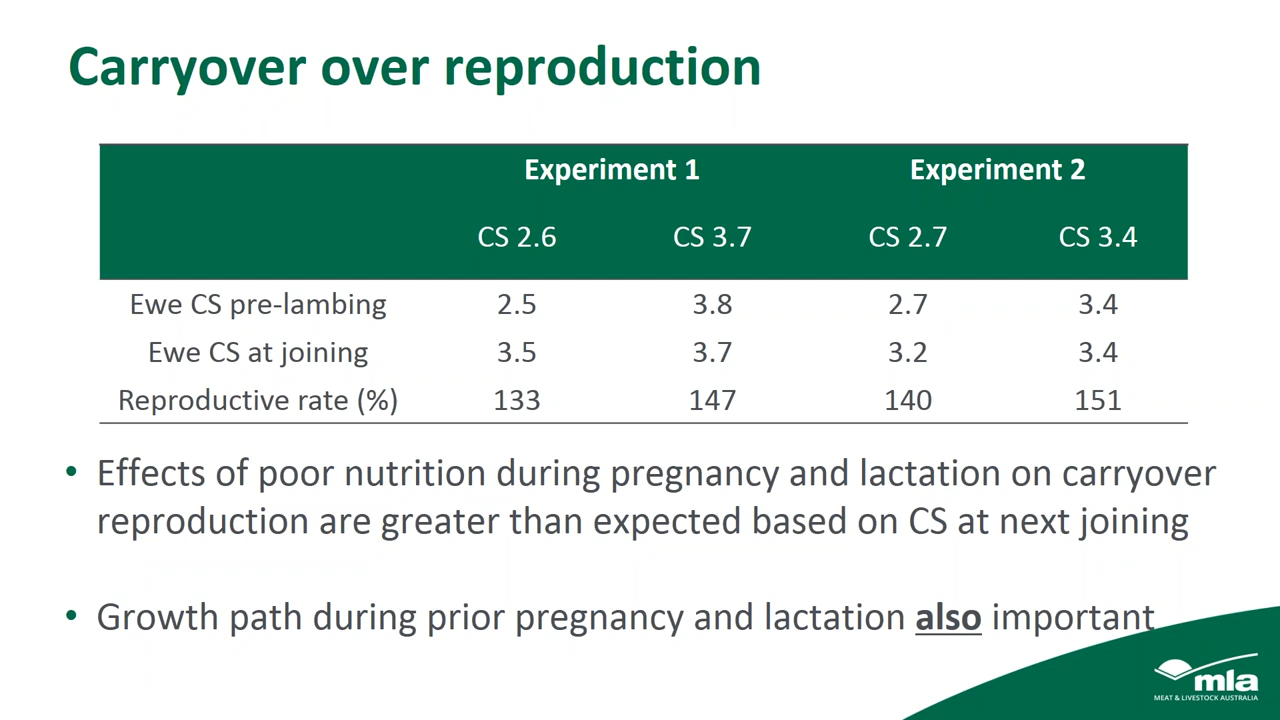 Carryover over reproduction
Experiment 1 Experiment 2
CS 2.6 CS 3.7 CS 2.7 CS 3.4
Ewe CS pre-lambing 2.5 3.8 2.7 3.4
Ewe CS at joining 3.5 3.7 3.2 3.4
Reproductive rate (%) 133 147 140 151
• Effects of poor nutrition during pregnancy and lactation on carryover
reproduction are greater than expected based on CS at next joining
• Growth path during prior pregnancy and lactation also important
mla
MEAT & LIVESTOCK AUSTRALIA